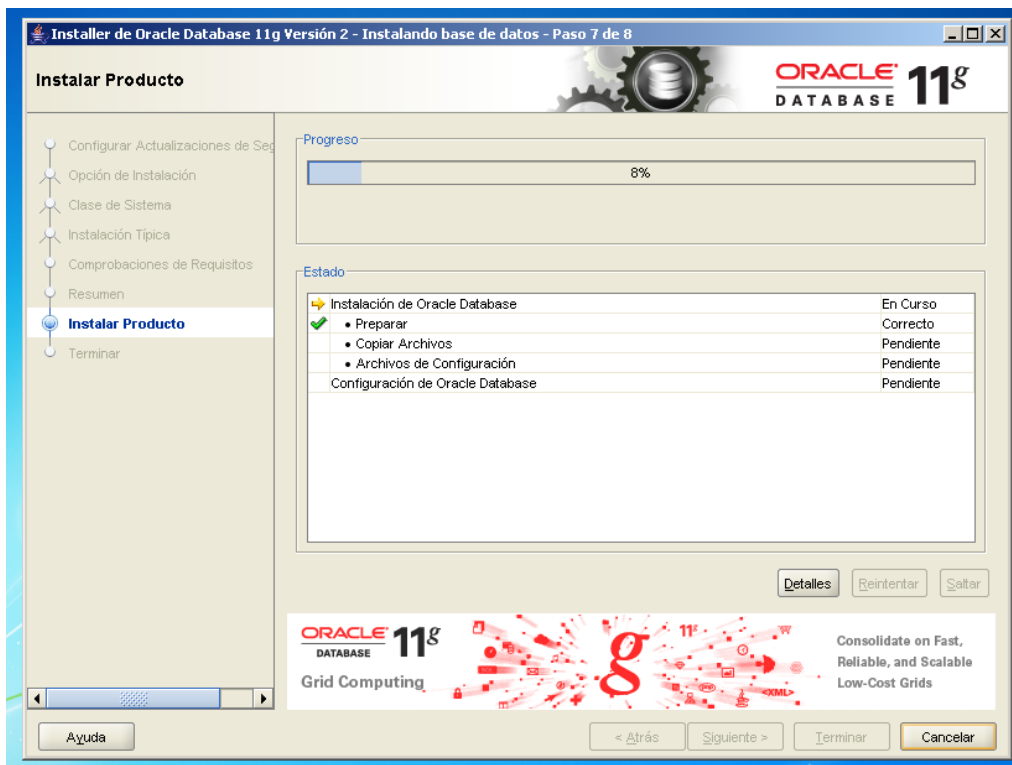 Installer de Oracle Database 11g Versión 2 - Instalando base de datos - Paso 7 de 8
Instalar Producto
ORACLE 11g
DATABASE
Configurar Actualizaciones de Seg
Opción de Instalación
Clase de Sistema
Instalación Típica
Comprobaciones de Requisitos
Resumen
Instalar Producto
Terminar
Progreso
8%
Estado
Instalación de Oracle Database En Curso
• Preparar Correcto
• Copiar Archivos Pendiente
• Archivos de Configuración Pendiente
Configuración de Oracle Database Pendiente
Detalles Reintentar Saltar
ORACLE 11g
DATABASE
Grid Computing
g
11g
<XML>
Consolidate on Fast,
Reliable, and Scalable
Low-Cost Grids
Ayuda < Atrás Siguiente > Terminar Cancelar